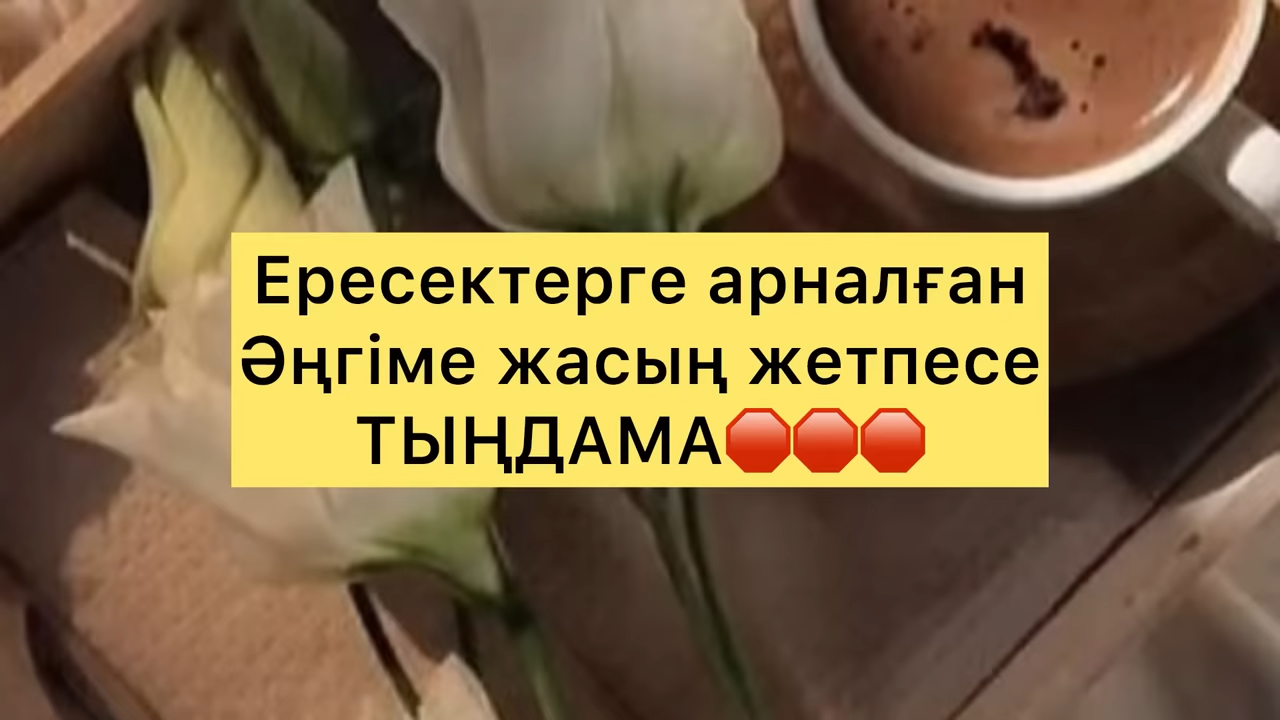 Ересектерге арналған
Әңгіме жасың жетпесе
ТЫҢДАМА🛑🛑🛑